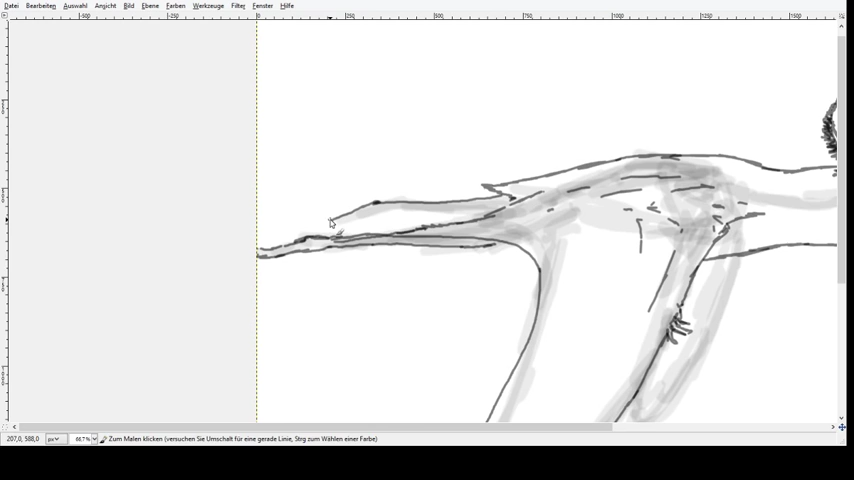 Datei Bearbeiten Auswahl Ansicht Bild Ebene Farben Werkzeuge Filter Fenster Hilfe
-500 -250 0 250 500 750 1000 1250 1500
207,0, 588,0 px 66.7% Zum Malen klicken (versuchen Sie Umschalt für eine gerade Linie, Strg zum Wählen einer Farbe)